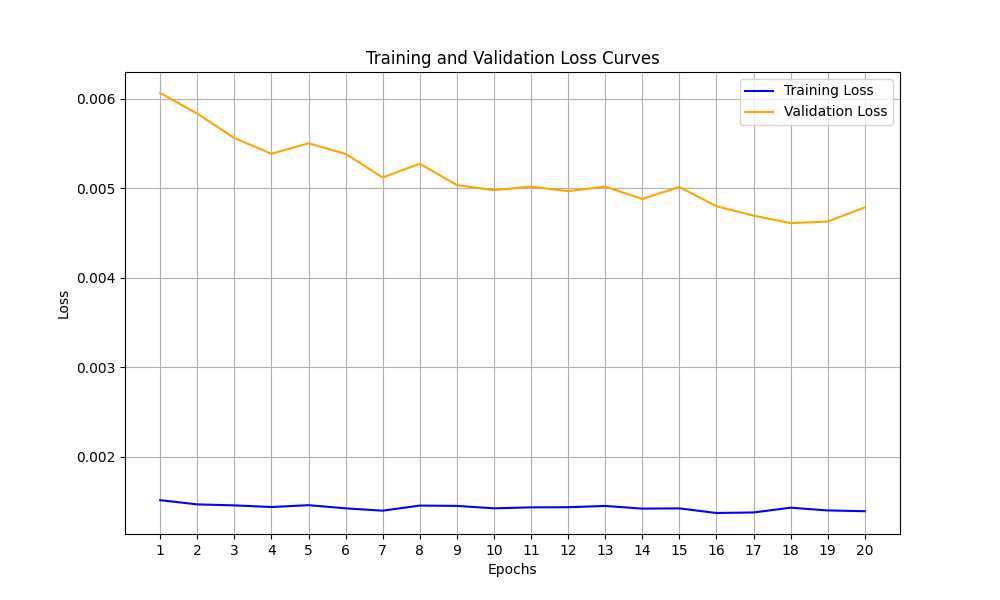 Training and Validation Loss Curves
Training Loss
Validation Loss
0.006
0.005
0.004
0.003
0.002
Loss
1 2 3 4 5 6 7 8 9 10 11 12 13 14 15 16 17 18 19 20
Epochs